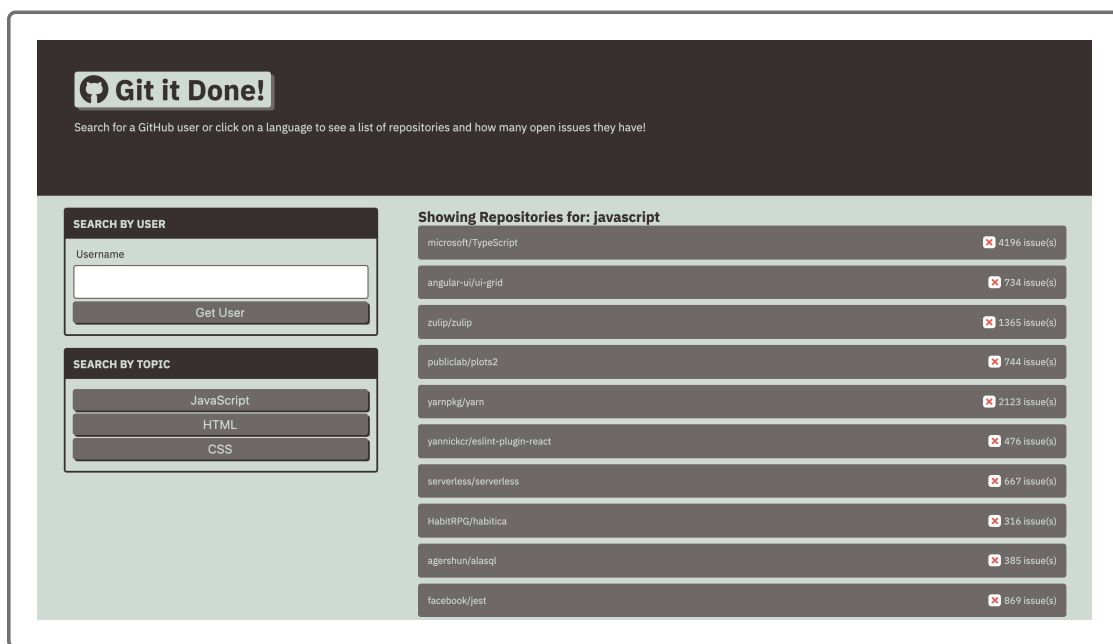 Git it Done!
Search for a GitHub user or click on a language to see a list of repositories and how many open issues they have!
SEARCH BY USER
Username
Get User
SEARCH BY TOPIC
JavaScript
HTML
CSS
Showing Repositories for: javascript
microsoft/TypeScript 4196 issue(s)
angular-ui/ui-grid 734 issue(s)
zulip/zulip 1365 issue(s)
publiclab/plots2 744 issue(s)
yarnpkg/yarn 2123 issue(s)
yannickcr/eslint-plugin-react 476 issue(s)
serverless/serverless 667 issue(s)
HabitRPG/habitica 316 issue(s)
agershun/alasql 385 issue(s)
facebook/jest 869 issue(s)